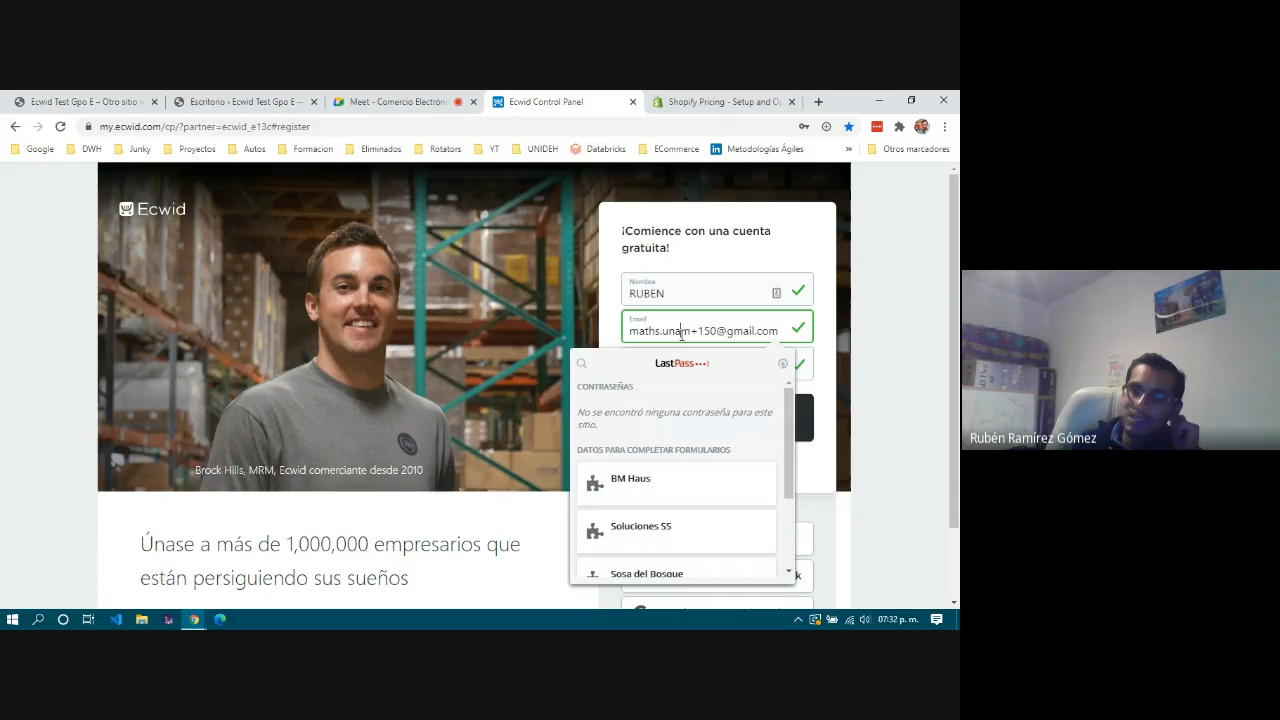 Ecwid Test Gpo E – Otro sitio
Escritorio ‹ Ecwid Test Gpo E —
Meet - Comercio Electrón
Ecwid Control Panel
Shopify Pricing - Setup and Op
my.ecwid.com/cp/?partner=ecwid_e13c#register
Google
DWH
Junky
Proyectos
Autos
Formacion
Eliminados
Rotators
YT
UNIDEH
Databricks
ECommerce
Metodologías Ágiles
»
Otros marcadores
Ecwid
¡Comience con una cuenta
gratuita!
Nombre
RUBEN
Email
maths.unam+150@gmail.com
LastPass
CONTRASEÑAS
No se encontró ninguna contraseña para este
sitio.
DATOS PARA COMPLETAR FORMULARIOS
BM Haus
Soluciones SS
Sosa del Bosque
k
Brock Hills, MRM, Ecwid comerciante desde 2010
Únase a más de 1,000,000 empresarios que
están persiguiendo sus sueños
Rubén Ramírez Gómez
07:32 p. m.